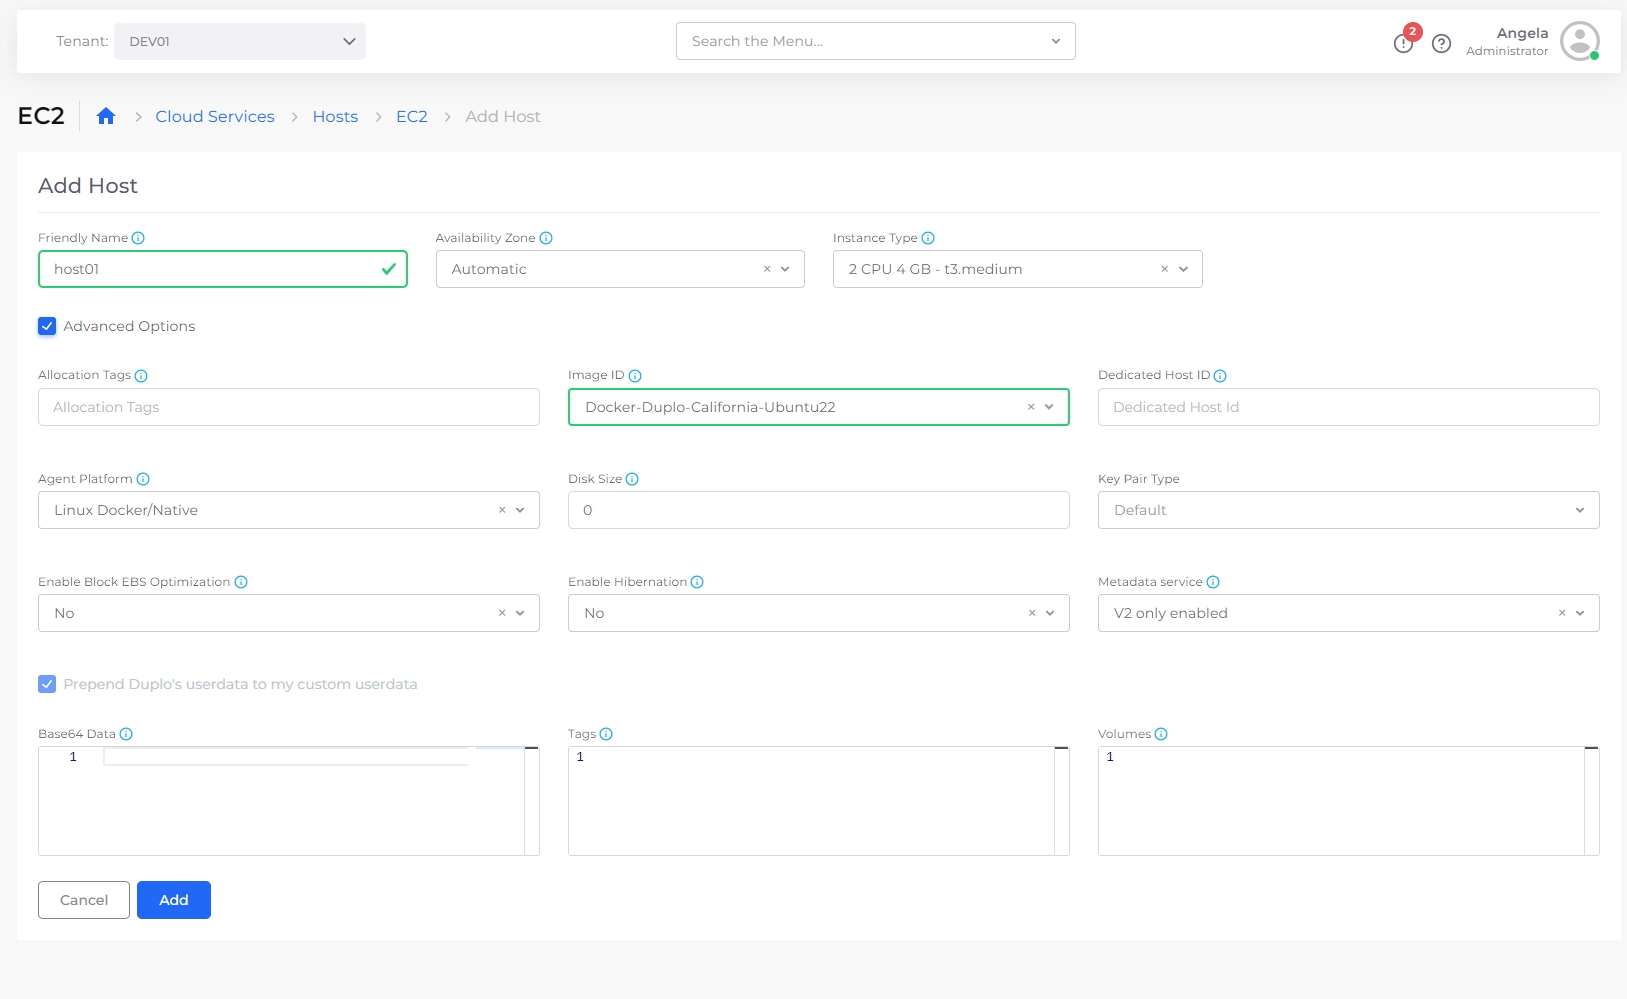 Tenant: DEV01 Search the Menu... 2 Angela
Administrator
EC2 Cloud Services Hosts EC2 Add Host
Add Host
Friendly Name Availability Zone Instance Type
host01 Automatic 2 CPU 4 GB - t3.medium
Advanced Options
Allocation Tags Image ID Dedicated Host ID
Allocation Tags Docker-Duplo-California-Ubuntu22 Dedicated Host Id
Agent Platform Disk Size Key Pair Type
Linux Docker/Native 0 Default
Enable Block EBS Optimization Enable Hibernation Metadata service
No No V2 only enabled
Prepend Duplo's userdata to my custom userdata
Base64 Data Tags Volumes
1 1 1
Cancel Add